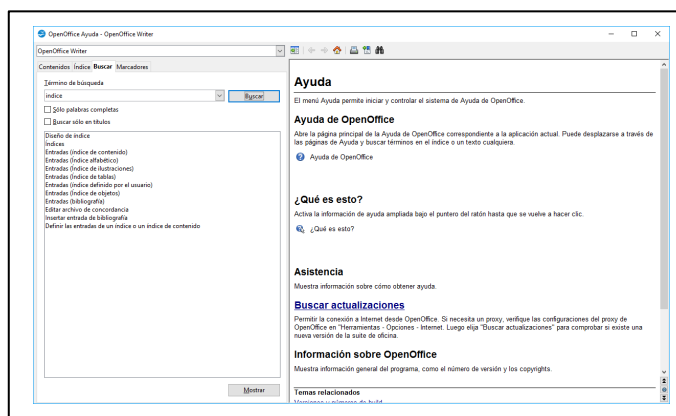 OpenOffice Ayuda - OpenOffice Writer
OpenOffice Writer
Contenidos Índice Buscar Marcadores
Término de búsqueda
indice
Buscar
Sólo palabras completas
Buscar sólo en títulos
Diseño de índice
Índices
Entradas (índice de contenido)
Entradas (Índice alfabético)
Entradas (Índice de ilustraciones)
Entradas (Índice de tablas)
Entradas (índice definido por el usuario)
Entradas (Índice de objetos)
Entradas (bibliografía)
Editar archivo de concordancia
Insertar entrada de bibliografía
Definir las entradas de un índice o un índice de contenido
Mostrar
Ayuda
El menú Ayuda permite iniciar y controlar el sistema de Ayuda de OpenOffice.
Ayuda de OpenOffice
Abre la página principal de la Ayuda de OpenOffice correspondiente a la aplicación actual. Puede desplazarse a través de
las páginas de Ayuda y buscar términos en el índice o un texto cualquiera.
Ayuda de OpenOffice
¿Qué es esto?
Activa la información de ayuda ampliada bajo el puntero del ratón hasta que se vuelve a hacer clic.
¿Qué es esto?
Asistencia
Muestra información sobre cómo obtener ayuda.
Buscar actualizaciones
Permitir la conexión a Internet desde OpenOffice. Si necesita un proxy, verifique las configuraciones del proxy de
OpenOffice en "Herramientas - Opciones - Internet. Luego elija "Buscar actualizaciones" para comprobar si existe una
nueva versión de la suite de oficina.
Información sobre OpenOffice
Muestra información general del programa, como el número de versión y los copyrights.
Temas relacionados
Versiones y números de build